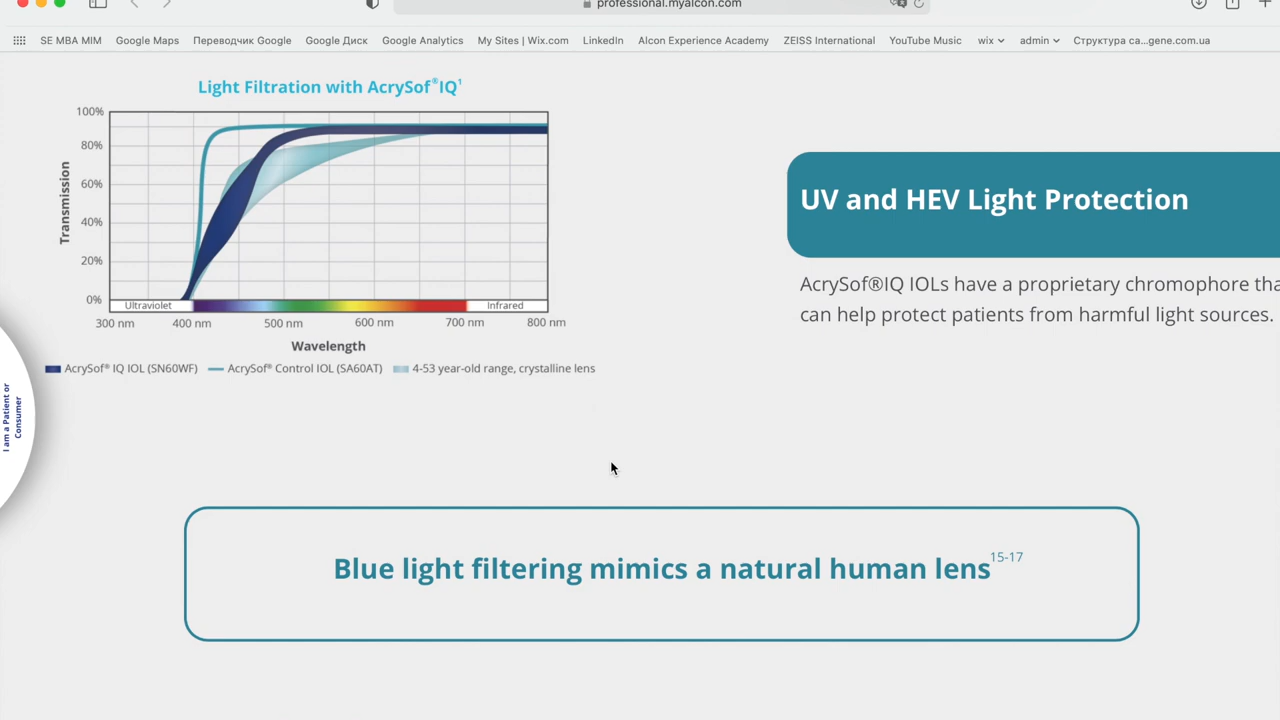 professional.myalcon.com
SE MBA MIM Google Maps Переводчик Google Google Диск Google Analytics My Sites | Wix.com LinkedIn Alcon Experience Academy ZEISS International YouTube Music wix admin Структура са...gene.com.ua
Light Filtration with AcrySof®IQ¹
100%
80%
60%
40%
20%
0%
Transmission
Ultraviolet Infrared
300 nm 400 nm 500 nm 600 nm 700 nm 800 nm
Wavelength
AcrySof® IQ IOL (SN60WF) AcrySof® Control IOL (SA60AT) 4-53 year-old range, crystalline lens
UV and HEV Light Protection
AcrySof®IQ IOLs have a proprietary chromophore tha
can help protect patients from harmful light sources.
I am a Patient or
Consumer
Blue light filtering mimics a natural human lens15-17